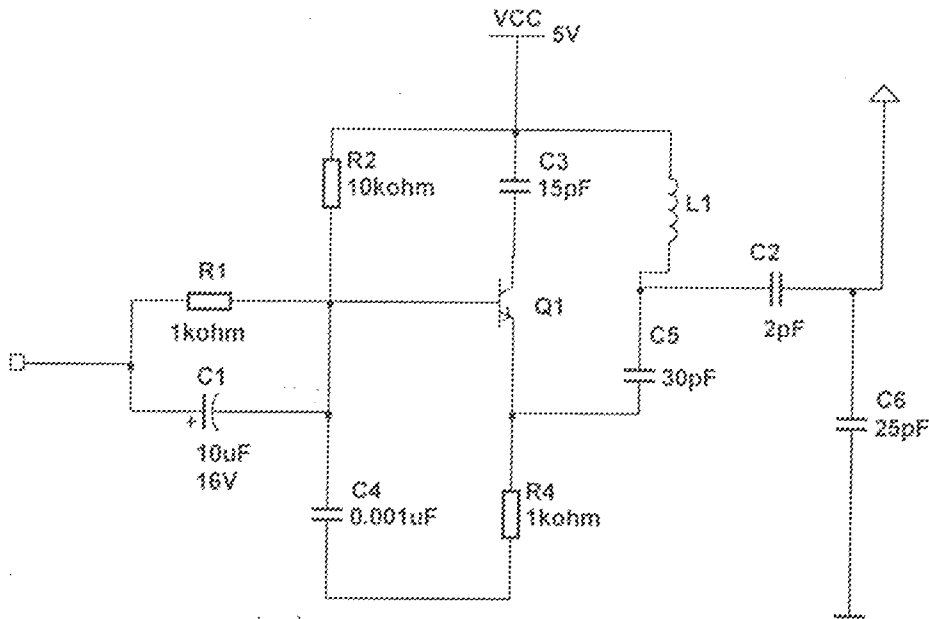 VCC
5V
R2
10kohm
C3
15pF
L1
R1
1kohm
Q1
C2
2pF
C5
30pF
C1
+
10uF
16V
C6
25pF
C4
0.001uF
R4
1kohm